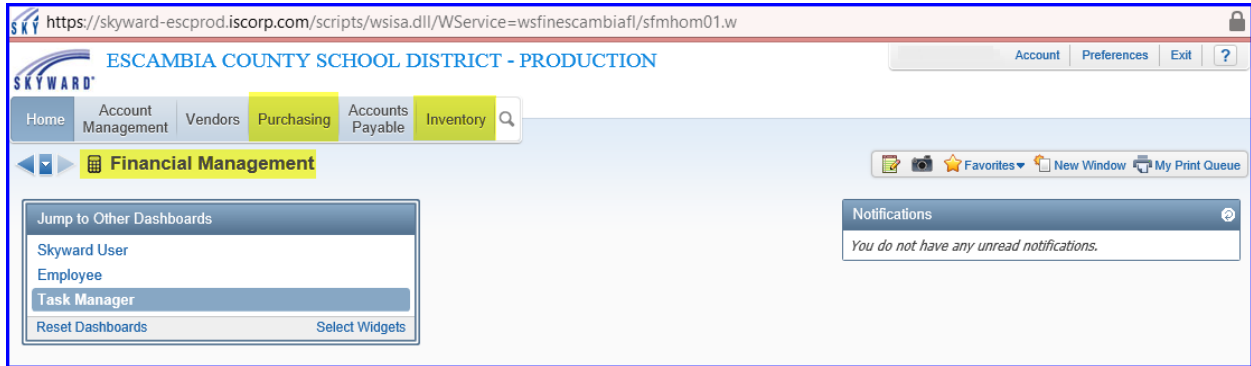 https://skyward-escprod.iscorp.com/scripts/wsisa.dll/WService=wsfinescambiafl/sfmhom01.w
SKY
SKYWARD
ESCAMBIA COUNTY SCHOOL DISTRICT - PRODUCTION
Account Preferences Exit ?
Home Account Management Vendors Purchasing Accounts Payable Inventory
Financial Management
Favorites New Window My Print Queue
Jump to Other Dashboards
Skyward User
Employee
Task Manager
Reset Dashboards Select Widgets
Notifications
You do not have any unread notifications.